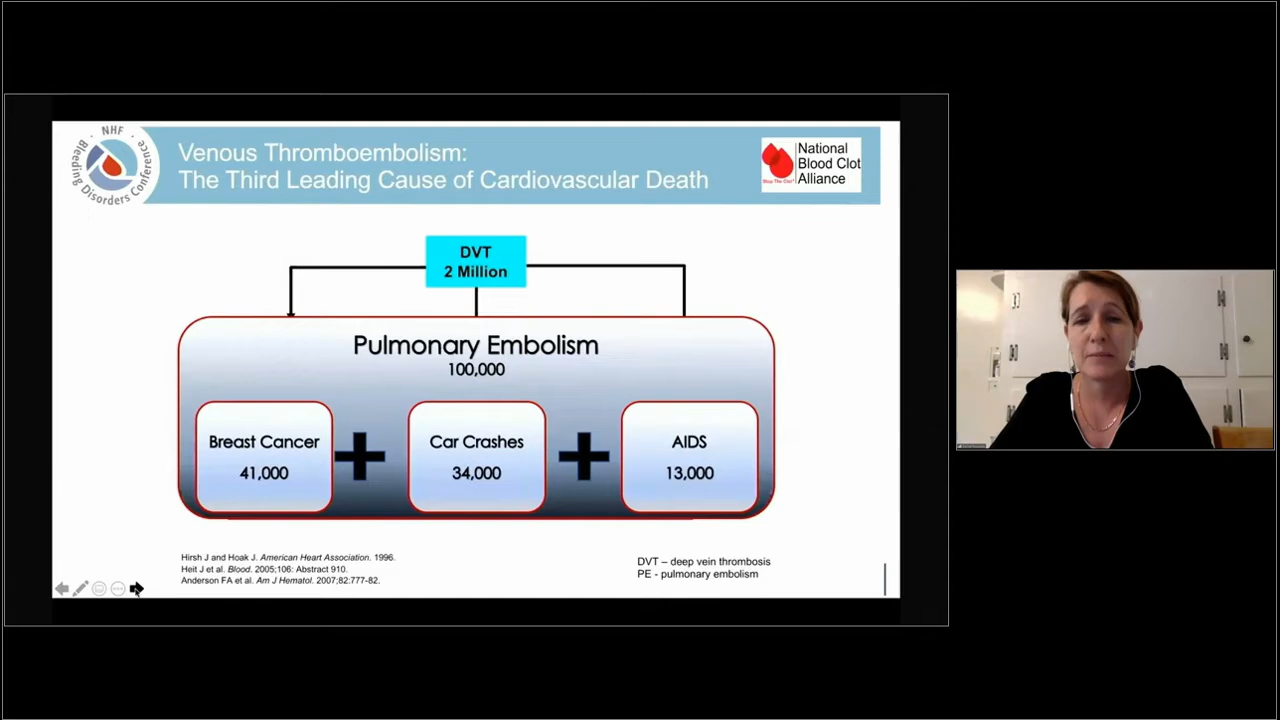 NHF
Bleeding Disorders Conference
Venous Thromboembolism:
The Third Leading Cause of Cardiovascular Death
National
Blood Clot
Alliance
Stop The Clot
DVT
2 Million
Pulmonary Embolism
100,000
Breast Cancer
41,000
Car Crashes
34,000
AIDS
13,000
Hirsh J and Hoak J. American Heart Association. 1996.
Heit J et al. Blood. 2005;106: Abstract 910.
Anderson FA et al. Am J Hematol. 2007;82:777-82.
DVT – deep vein thrombosis
PE - pulmonary embolism